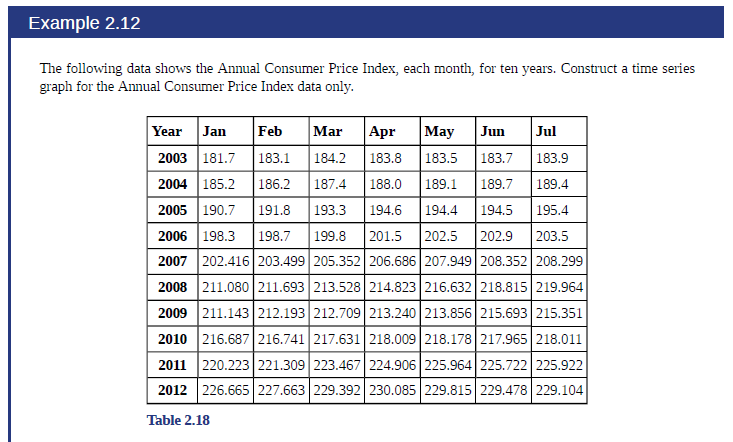 Example 2.12
The following data shows the Annual Consumer Price Index, each month, for ten years. Construct a time series
graph for the Annual Consumer Price Index data only.
Year Jan Feb Mar Apr May Jun Jul
2003 181.7 183.1 184.2 183.8 183.5 183.7 183.9
2004 185.2 186.2 187.4 188.0 189.1 189.7 189.4
2005 190.7 191.8 193.3 194.6 194.4 194.5 195.4
2006 198.3 198.7 199.8 201.5 202.5 202.9 203.5
2007 202.416 203.499 205.352 206.686 207.949 208.352 208.299
2008 211.080 211.693 213.528 214.823 216.632 218.815 219.964
2009 211.143 212.193 212.709 213.240 213.856 215.693 215.351
2010 216.687 216.741 217.631 218.009 218.178 217.965 218.011
2011 220.223 221.309 223.467 224.906 225.964 225.722 225.922
2012 226.665 227.663 229.392 230.085 229.815 229.478 229.104
Table 2.18